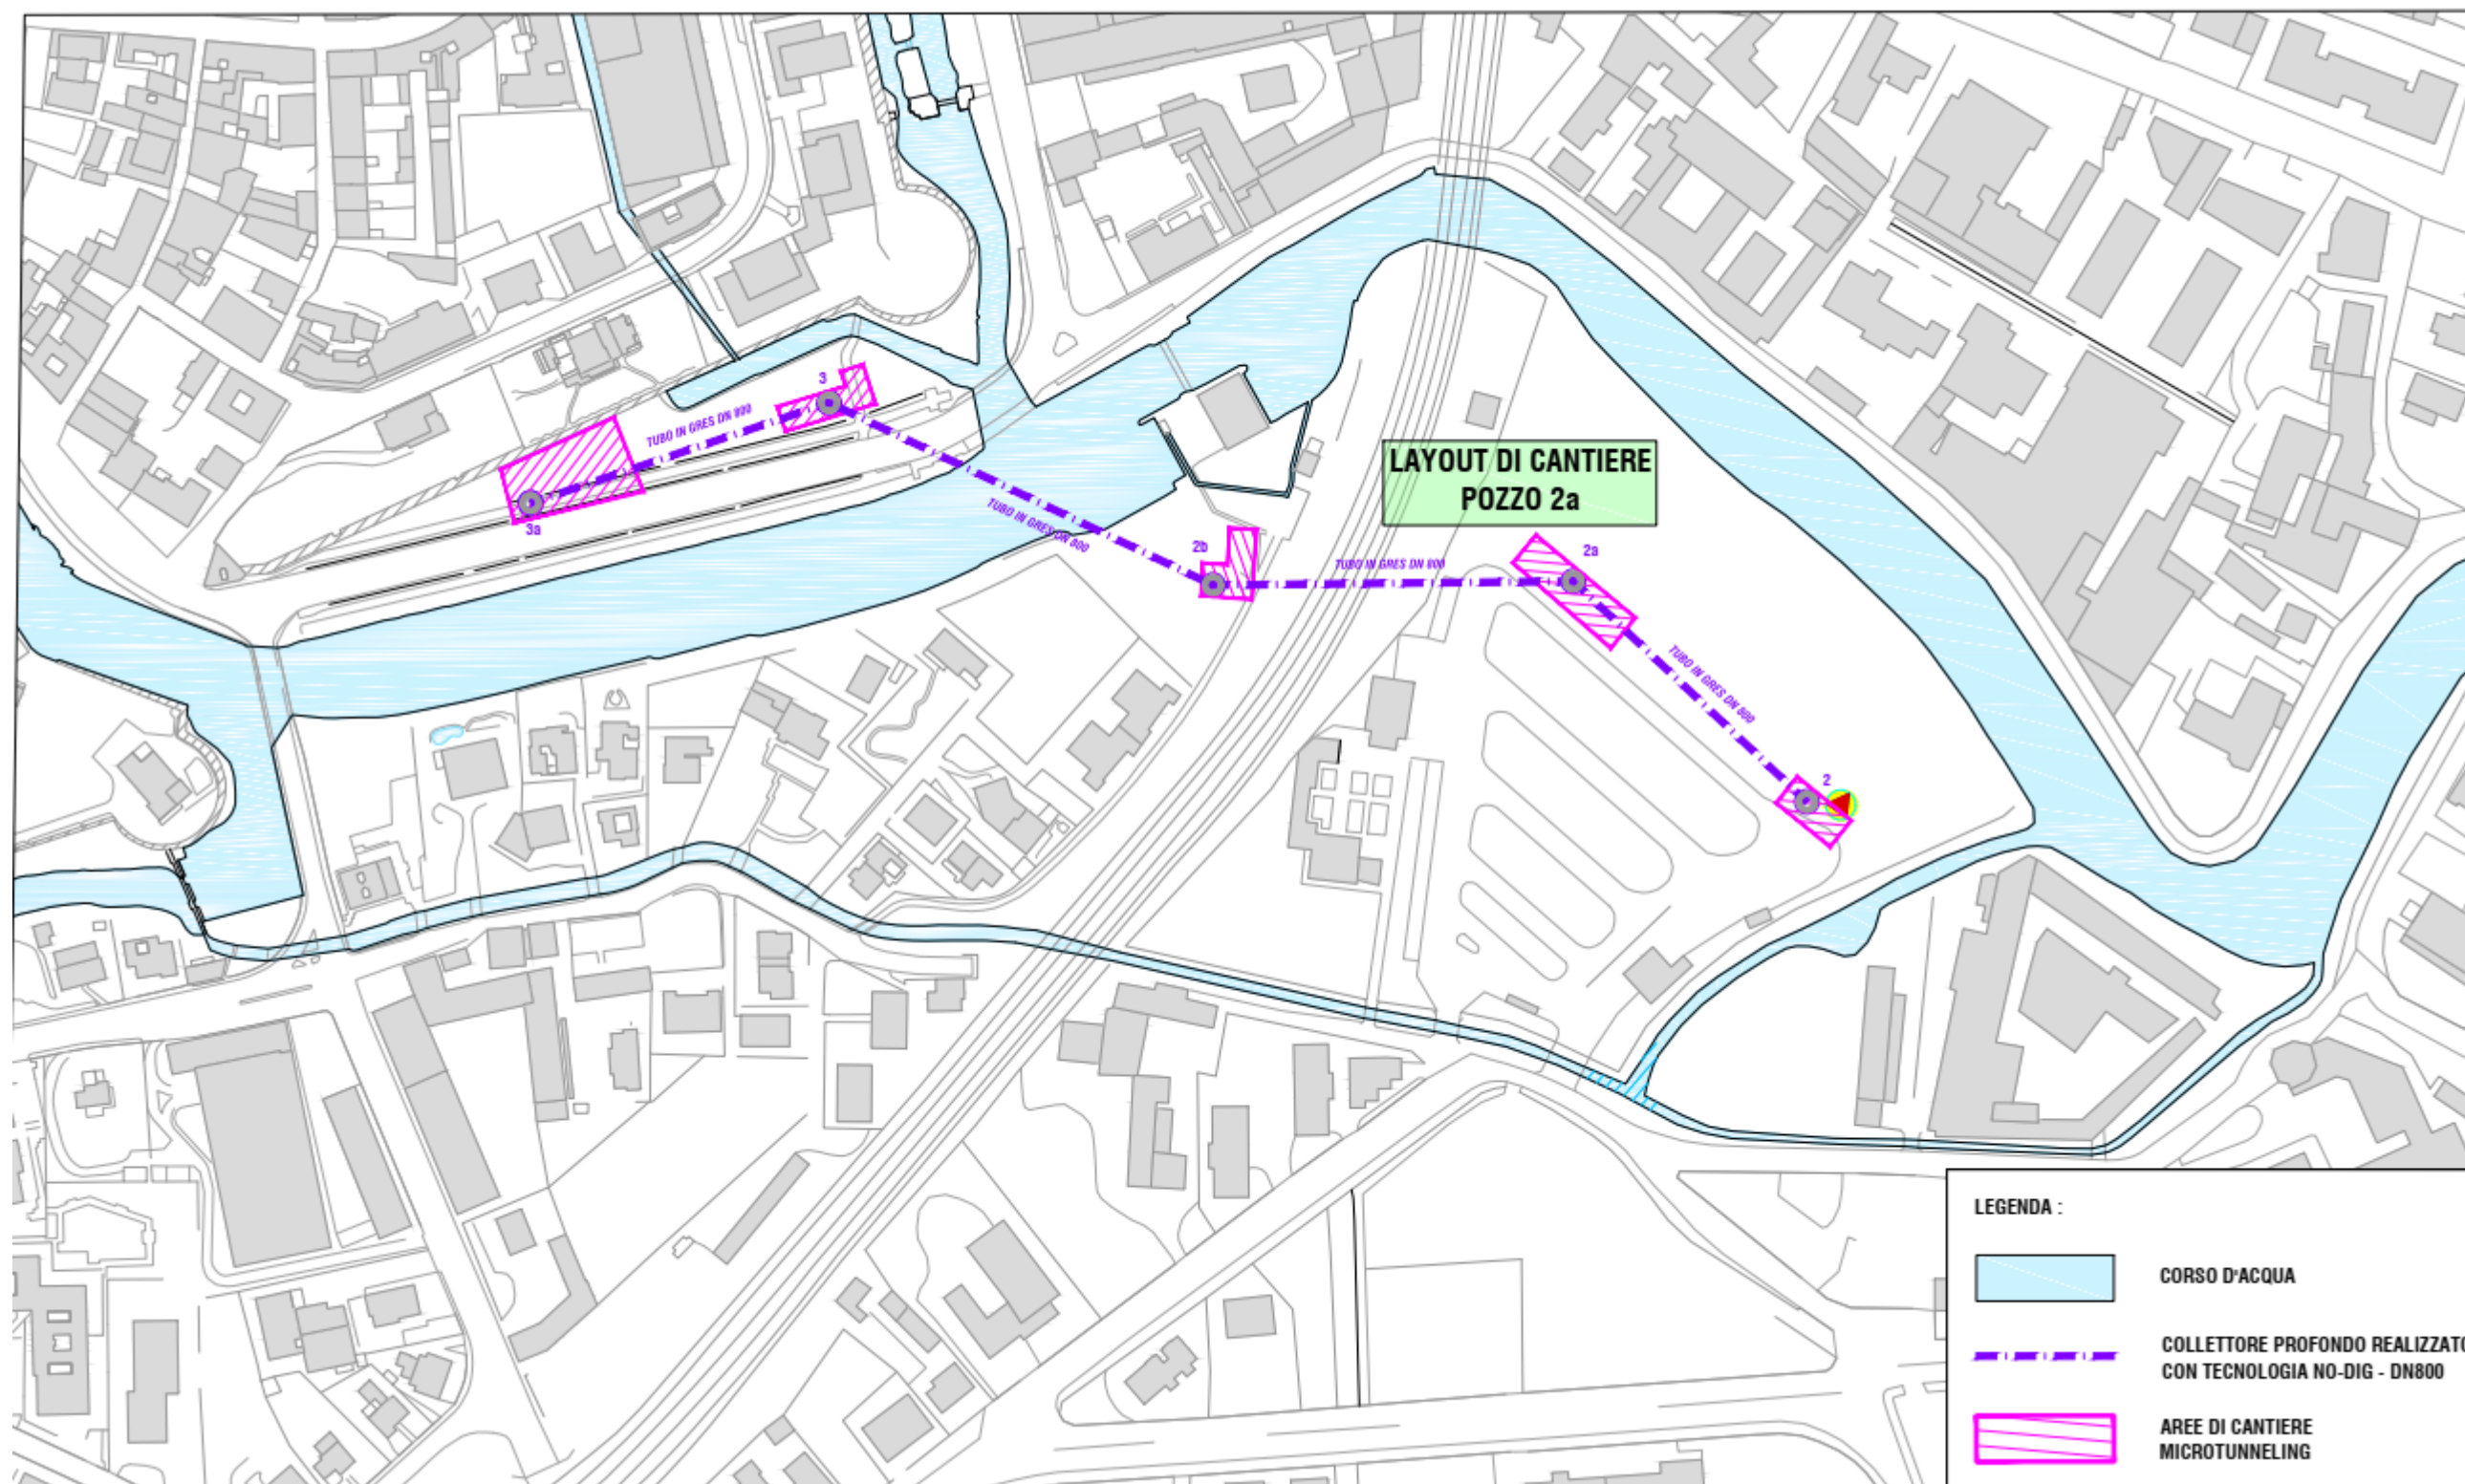 3
TUBO IN GRES DN 800
3a
TUBO IN GRES DN 800
2b
LAYOUT DI CANTIERE
POZZO 2a
TUBO IN GRES DN 800
2a
TUBO IN GRES DN 800
2
LEGENDA :
CORSO D'ACQUA
COLLETTORE PROFONDO REALIZZATO
CON TECNOLOGIA NO-DIG - DN800
AREE DI CANTIERE
MICROTUNNELING